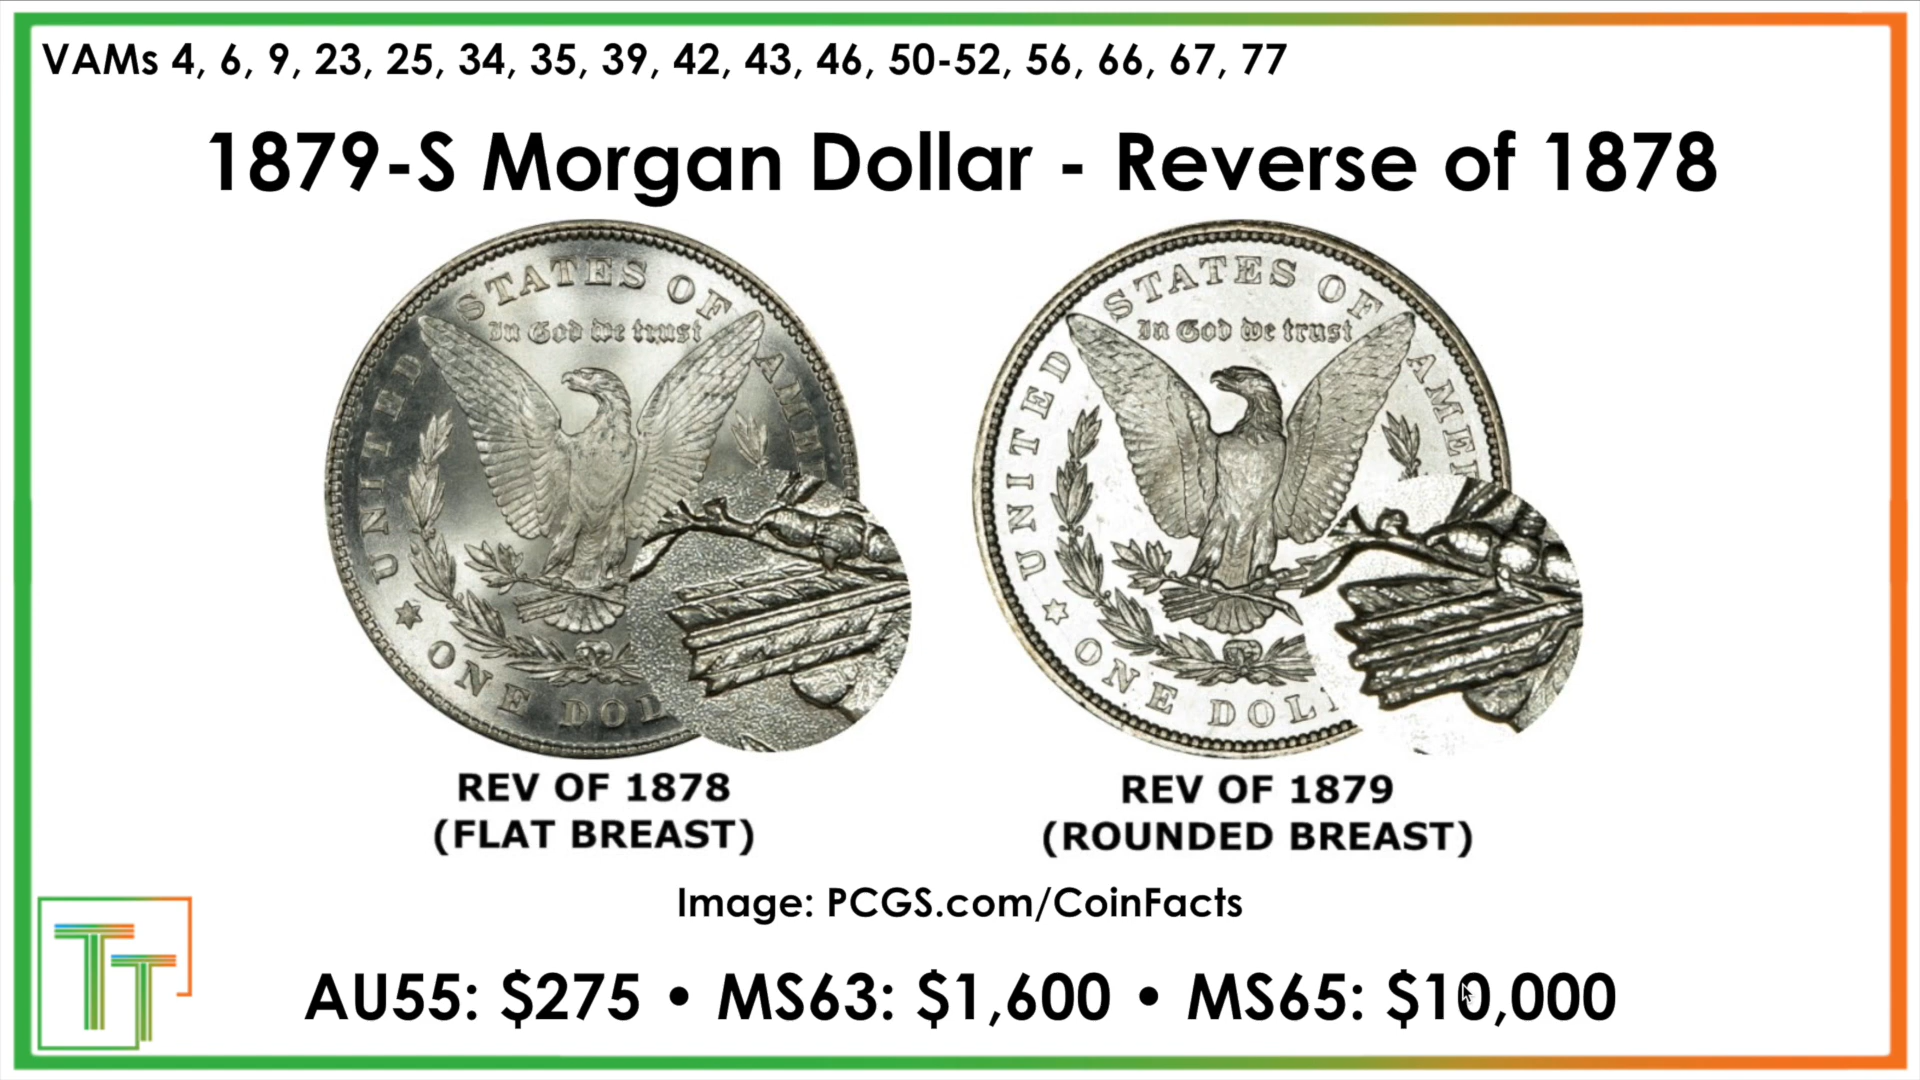 VAMs 4, 6, 9, 23, 25, 34, 35, 39, 42, 43, 46, 50-52, 56, 66, 67, 77
1879-S Morgan Dollar - Reverse of 1878
UNITED STATES OF AME
In God we trust
ONE DOL
UNITED STATES OF AME
In God we trust
ONE DOL
REV OF 1878
(FLAT BREAST)
REV OF 1879
(ROUNDED BREAST)
Image: PCGS.com/CoinFacts
TT
AU55: $275 • MS63: $1,600 • MS65: $10,000